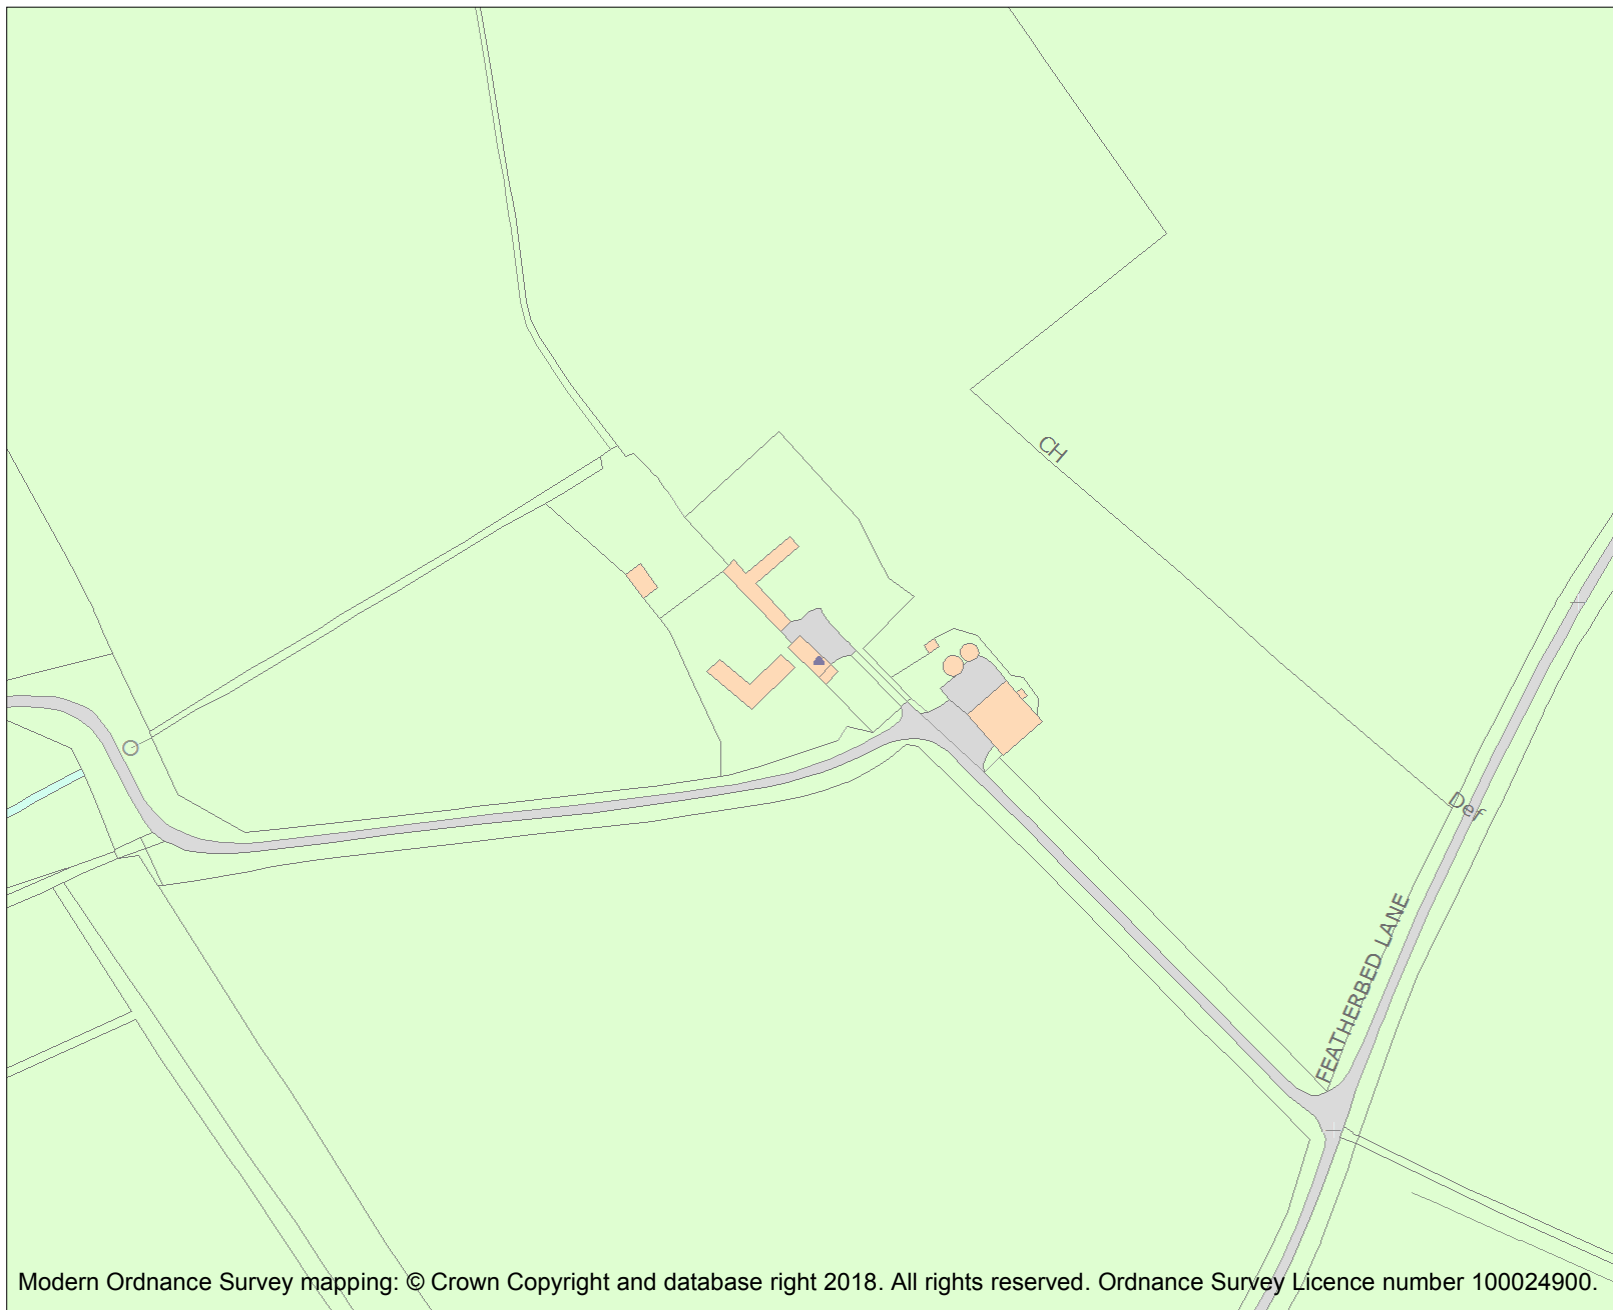 CH
Def
FEATHERBED LANE
Modern Ordnance Survey mapping: © Crown Copyright and database right 2018. All rights reserved. Ordnance Survey Licence number 100024900.